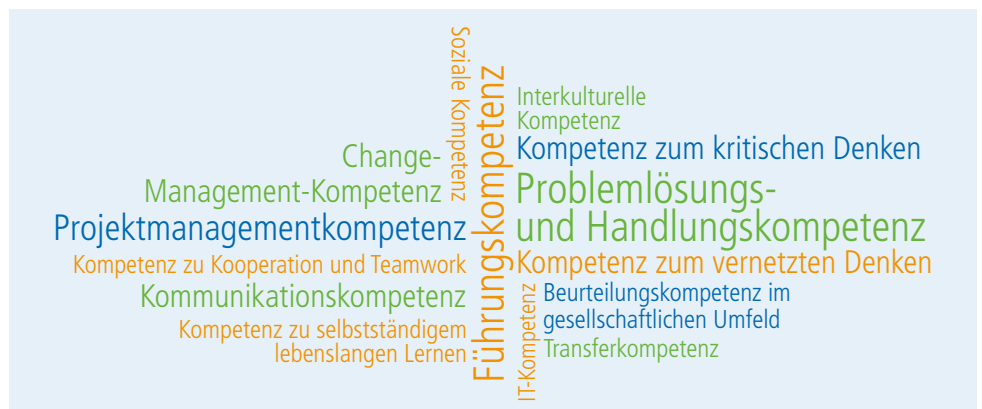 Soziale Kompetenz
Führungskompetenz
Change-
Management-Kompetenz
Projektmanagementkompetenz
Kompetenz zu Kooperation und Teamwork
Kommunikationskompetenz
Kompetenz zu selbstständigem
lebenslangen Lernen
Interkulturelle
Kompetenz
Kompetenz zum kritischen Denken
Problemlösungs-
und Handlungskompetenz
Kompetenz zum vernetzten Denken
IT-Kompetenz
Beurteilungskompetenz im
gesellschaftlichen Umfeld
Transferkompetenz